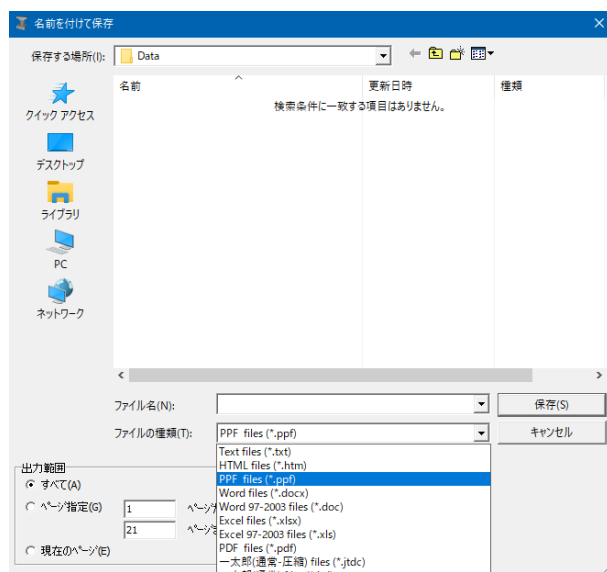 名前を付けて保存
保存する場所(I):
Data
名前
更新日時
種類
検索条件に一致する項目はありません。
クイック アクセス
デスクトップ
ライブラリ
PC
ネットワーク
ファイル名(N):
保存(S)
ファイルの種類(T):
PPF files (*.ppf)
キャンセル
Text files (*.txt)
HTML files (*.htm)
PPF files (*.ppf)
Word files (*.docx)
Word 97-2003 files (*.doc)
Excel files (*.xlsx)
Excel 97-2003 files (*.xls)
PDF files (*.pdf)
一太郎(通常-圧縮) files (*.jtdc)
出力範囲
すべて(A)
ページ指定(G)
1
21
現在のページ(E)